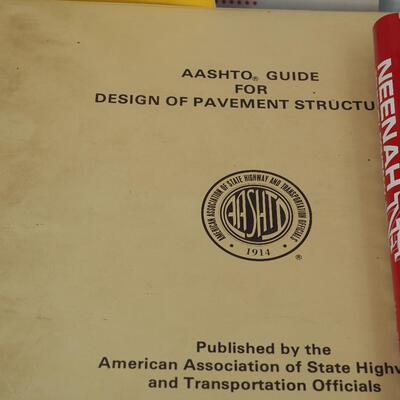 AASHTO® GUIDE
FOR
DESIGN OF PAVEMENT STRUCTU
AMERICAN ASSOCIATION OF STATE HIGHWAY AND TRANSPORTATION OFFICIALS
AASHTO
1914
®
Published by the
American Association of State Highw
and Transportation Officials
NEENAH